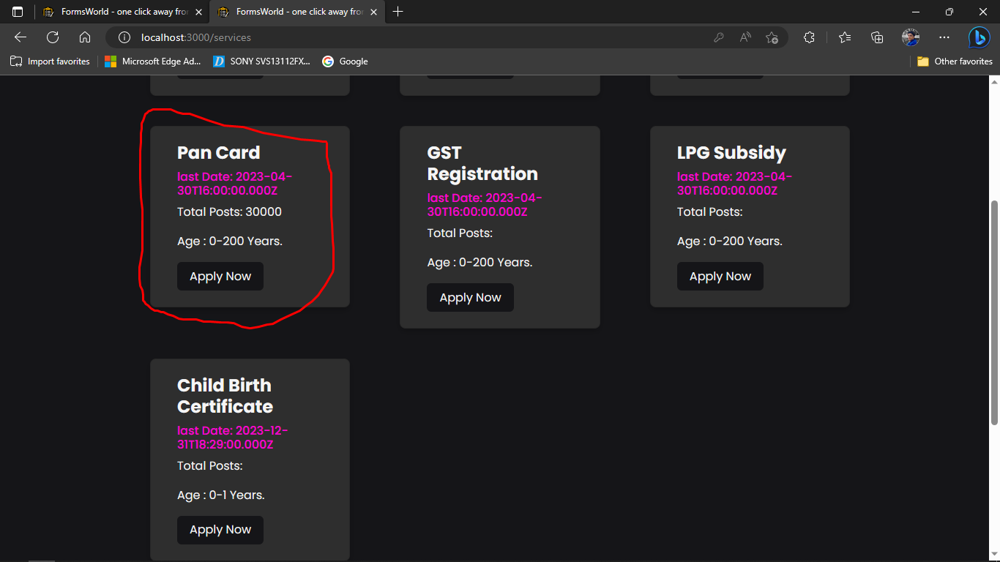 FormsWorld - one click away fror
FormsWorld - one click away fror
localhost:3000/services
Import favorites
Microsoft Edge Ad...
SONY SVS13112FX...
Google
Other favorites
Pan Card
last Date: 2023-04-
30T16:00:00.000Z
Total Posts: 30000
Age : 0-200 Years.
Apply Now
GST
Registration
last Date: 2023-04-
30T16:00:00.000Z
Total Posts:
Age : 0-200 Years.
Apply Now
LPG Subsidy
last Date: 2023-04-
30T16:00:00.000Z
Total Posts:
Age : 0-200 Years.
Apply Now
Child Birth
Certificate
last Date: 2023-12-
31T18:29:00.000Z
Total Posts:
Age : 0-1 Years.
Apply Now